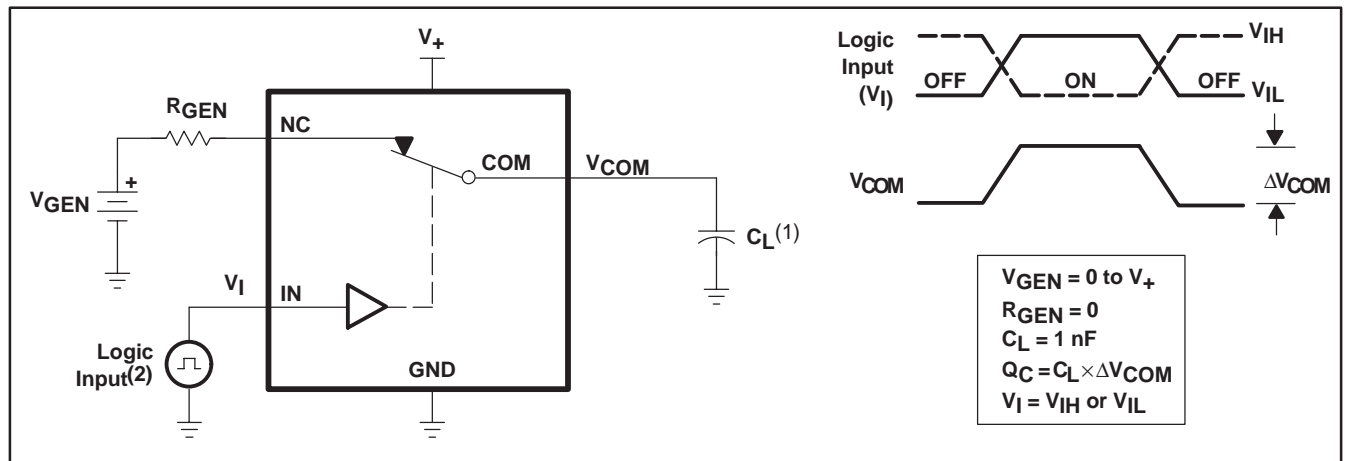 V+
RGEN
NC
COM
VCOM
VGEN
+
CL(1)
VI
IN
Logic
Input(2)
GND
Logic
Input
(VI)
VIH
OFF
ON
OFF
VIL
VCOM
ΔVCOM
VGEN = 0 to V+
RGEN = 0
CL = 1 nF
QC = CL × ΔVCOM
VI = VIH or VIL